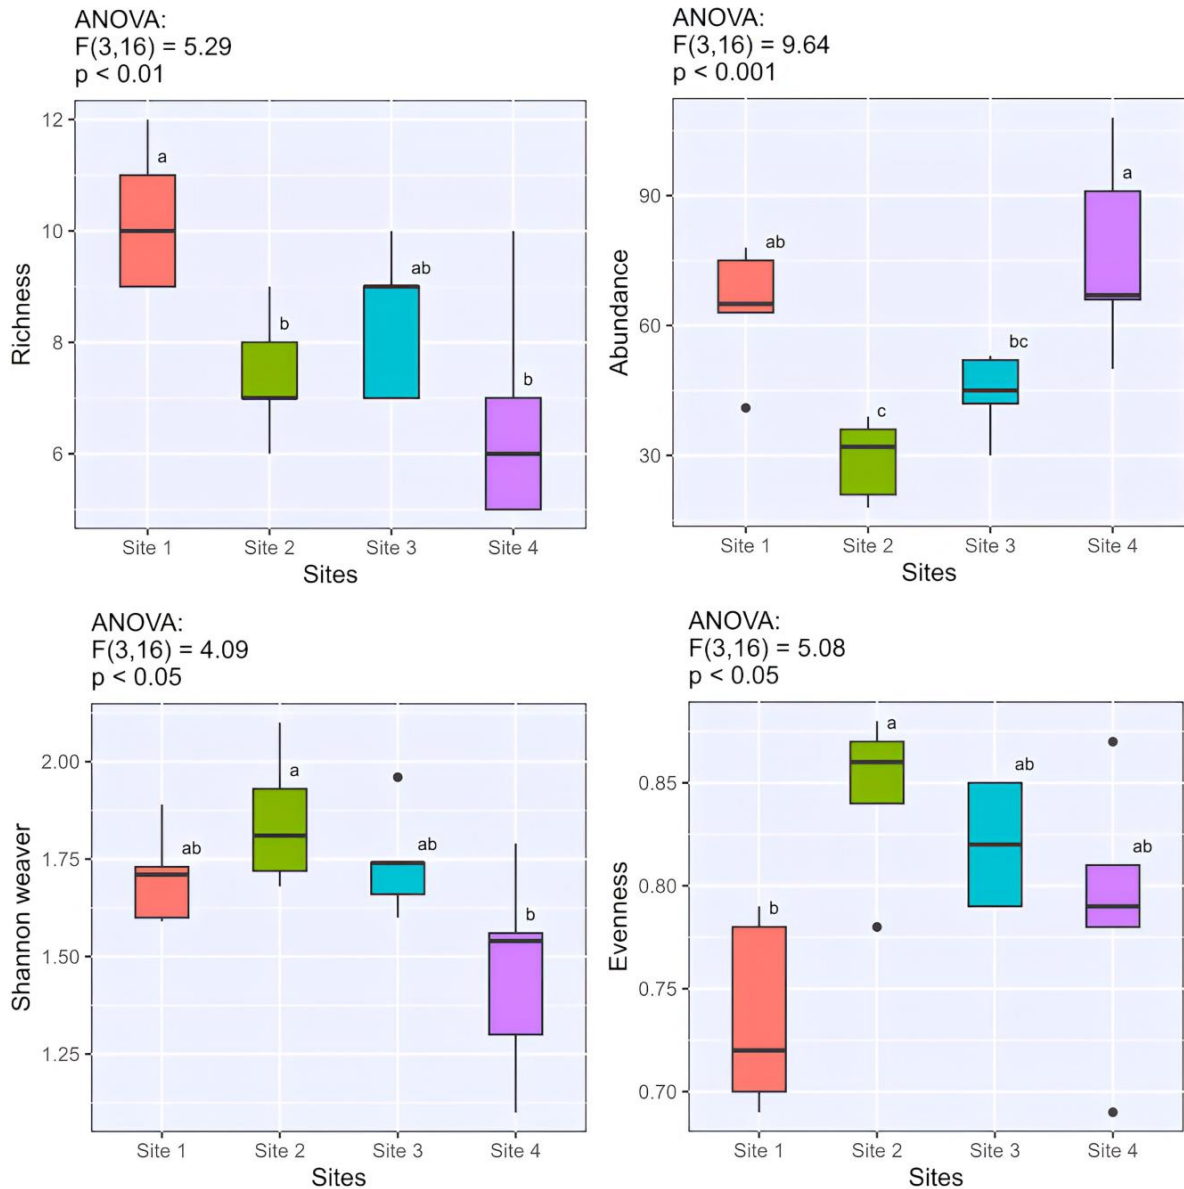 ANOVA:
F(3,16) = 5.29
p < 0.01
12
10
8
6
Richness
a
b
ab
b
Site 1 Site 2 Site 3 Site 4
Sites
ANOVA:
F(3,16) = 9.64
p < 0.001
90
60
30
Abundance
ab
c
bc
a
Site 1 Site 2 Site 3 Site 4
Sites
ANOVA:
F(3,16) = 4.09
p < 0.05
2.00
1.75
1.50
1.25
Shannon weaver
ab
a
ab
b
Site 1 Site 2 Site 3 Site 4
Sites
ANOVA:
F(3,16) = 5.08
p < 0.05
0.85
0.80
0.75
0.70
Evenness
b
a
ab
ab
Site 1 Site 2 Site 3 Site 4
Sites